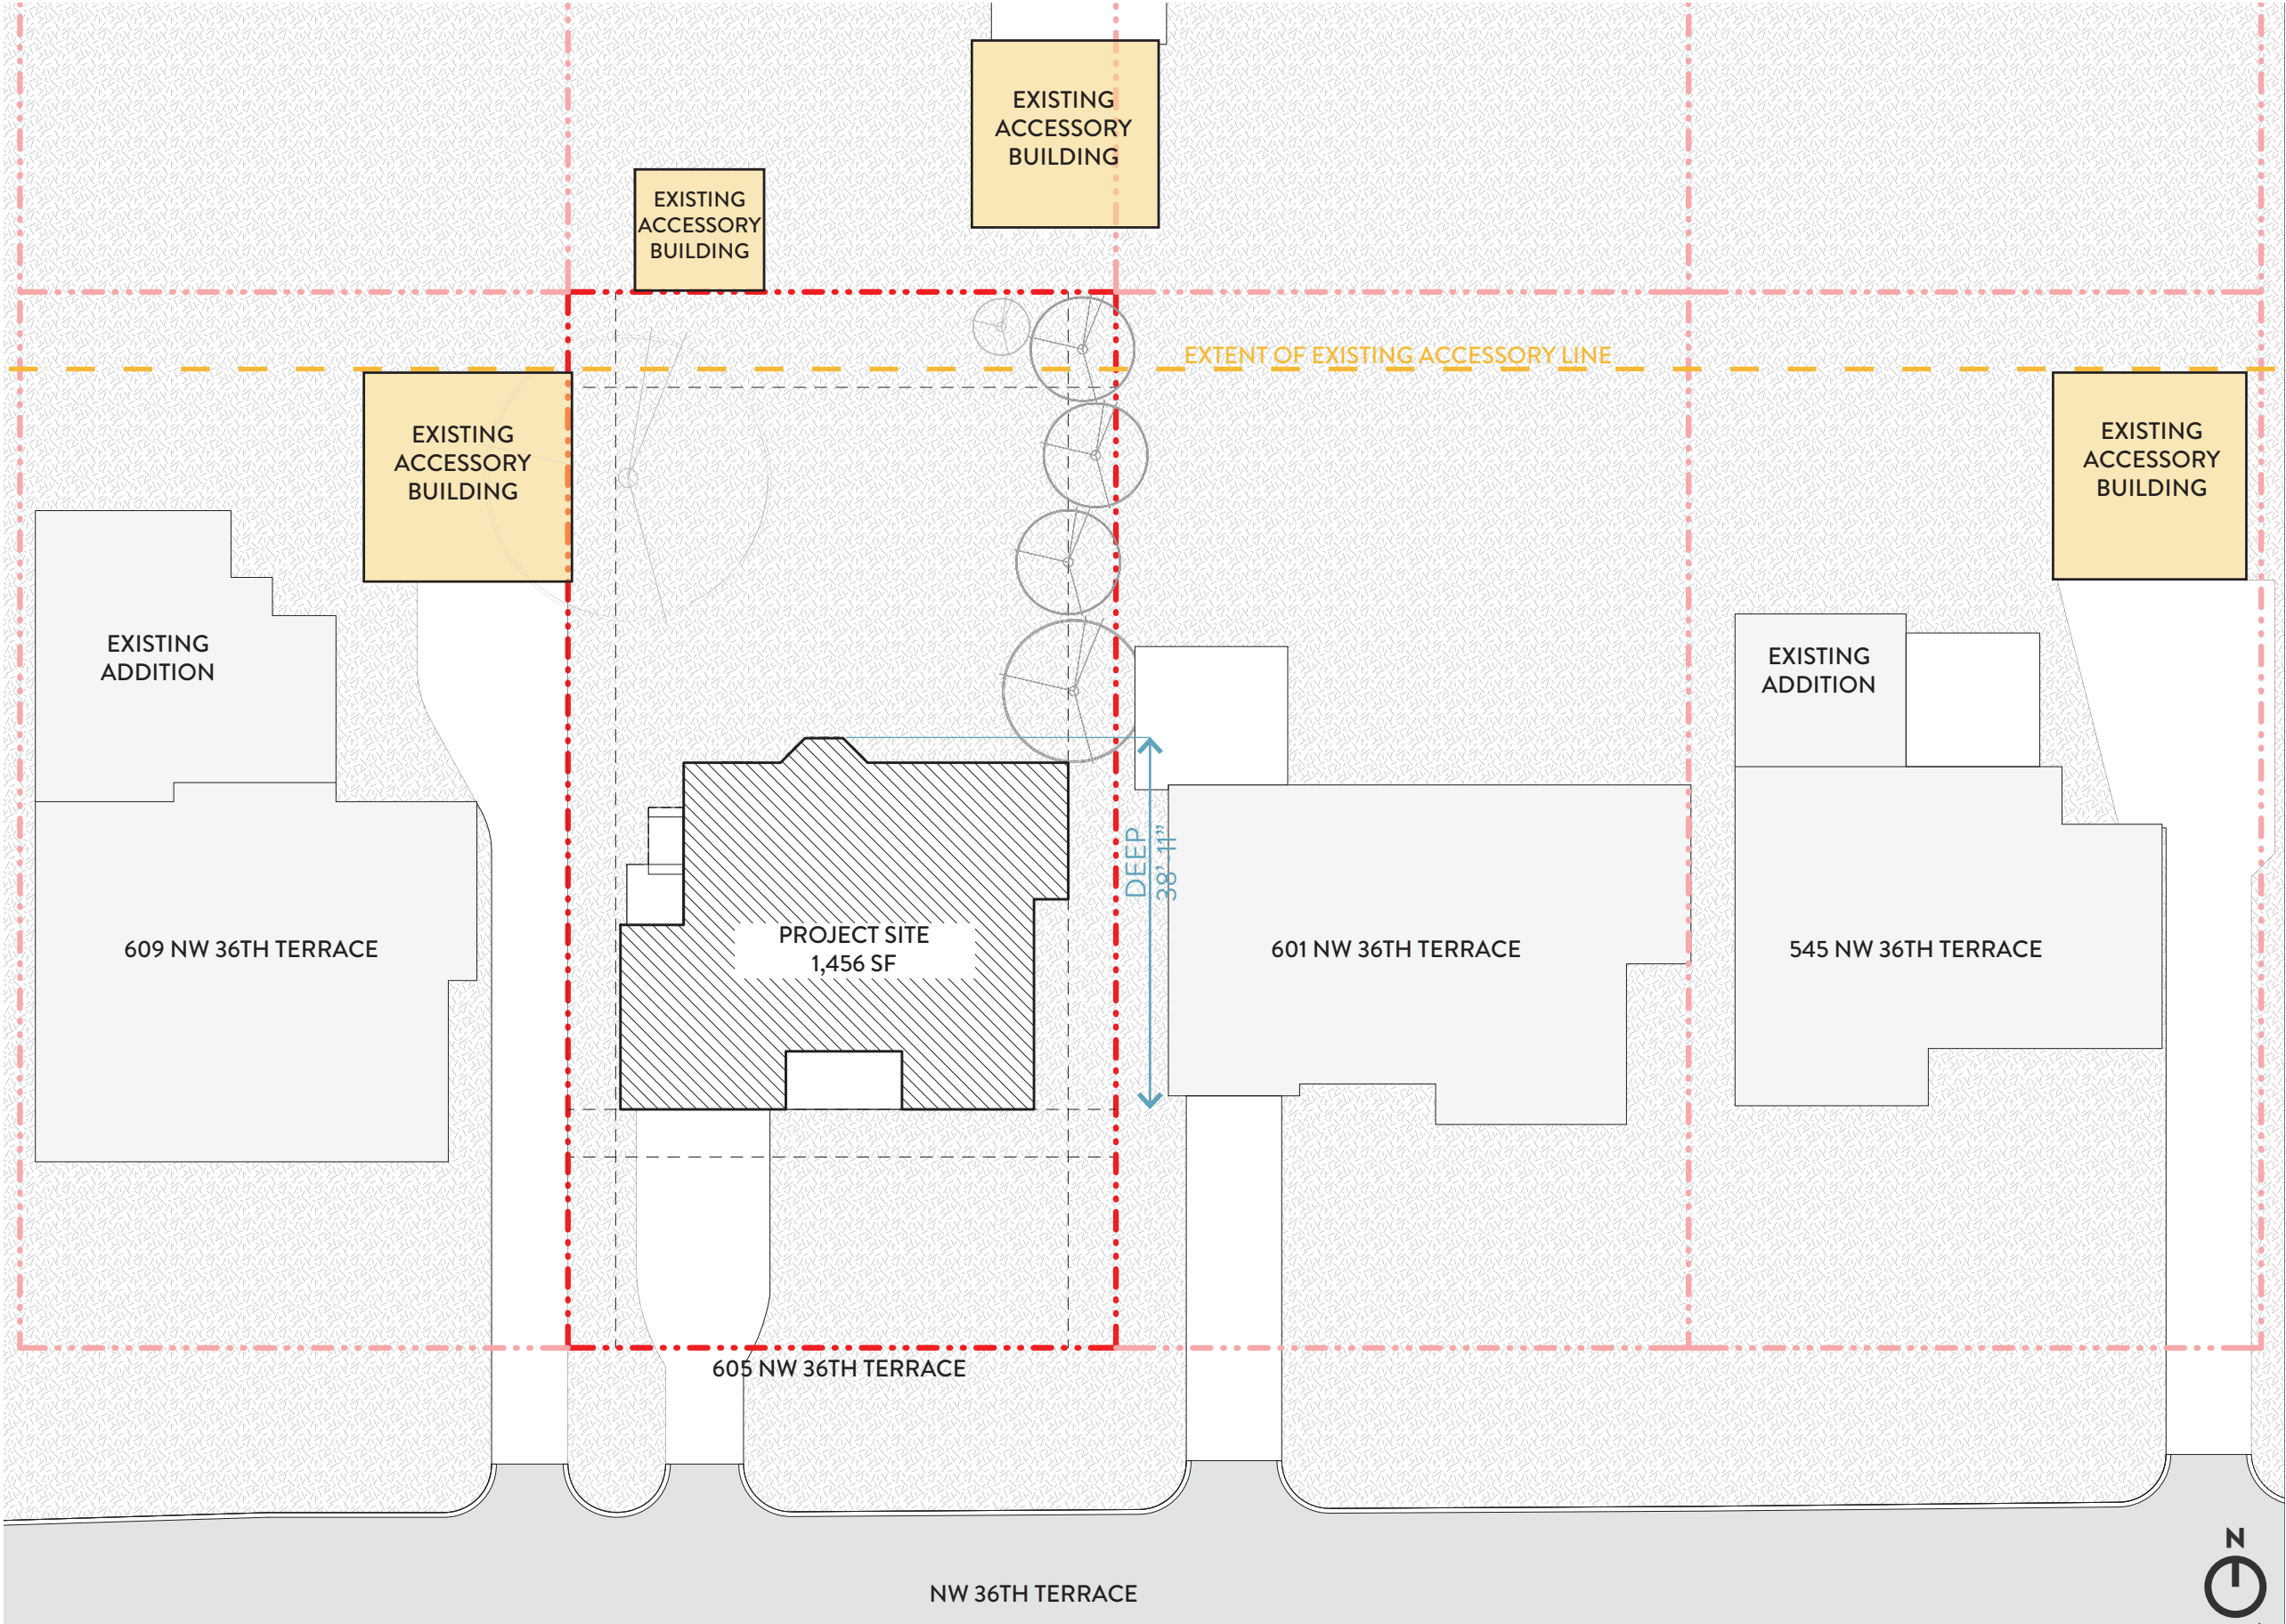 EXISTING
ACCESSORY
BUILDING
EXISTING
ACCESSORY
BUILDING
EXTENT OF EXISTING ACCESSORY LINE
EXISTING
ACCESSORY
BUILDING
EXISTING
ACCESSORY
BUILDING
EXISTING
ADDITION
EXISTING
ADDITION
DEEP
38'-11"
609 NW 36TH TERRACE
PROJECT SITE
1,456 SF
601 NW 36TH TERRACE
545 NW 36TH TERRACE
605 NW 36TH TERRACE
NW 36TH TERRACE
N